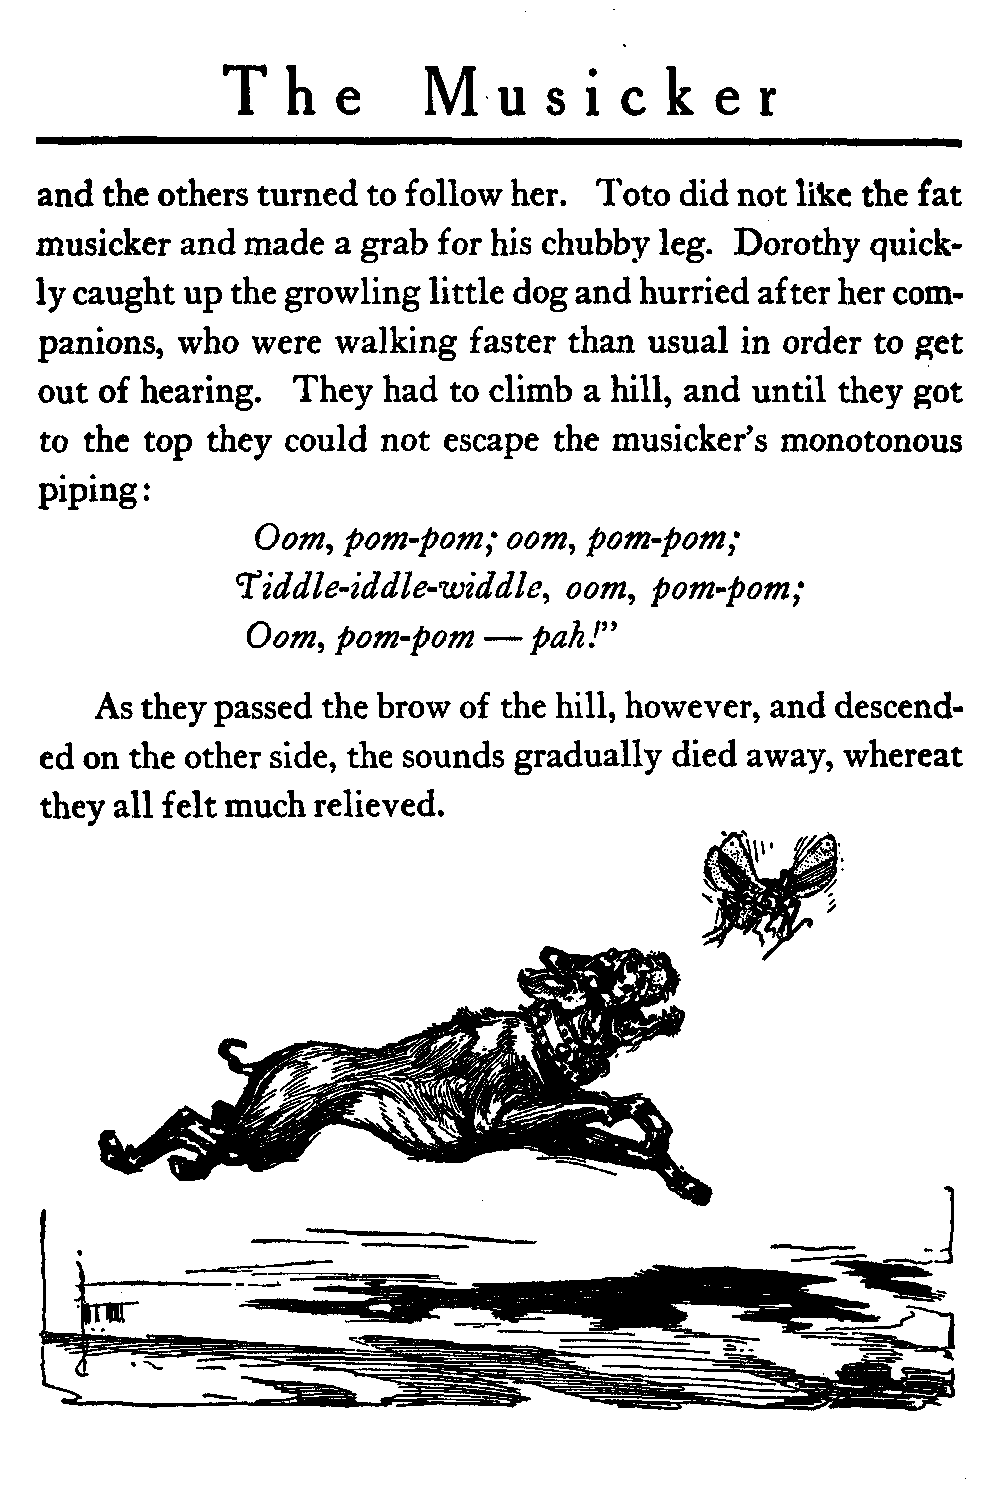 The Musicker
and the others turned to follow her. Toto did not like the fat
musicker and made a grab for his chubby leg. Dorothy quick-
ly caught up the growling little dog and hurried after her com-
panions, who were walking faster than usual in order to get
out of hearing. They had to climb a hill, and until they got
to the top they could not escape the musicker's monotonous
piping:
Oom, pom-pom; oom, pom-pom;
Tiddle-iddle-widdle, oom, pom-pom;
Oom, pom-pom — pah!”
As they passed the brow of the hill, however, and descend-
ed on the other side, the sounds gradually died away, whereat
they all felt much relieved.